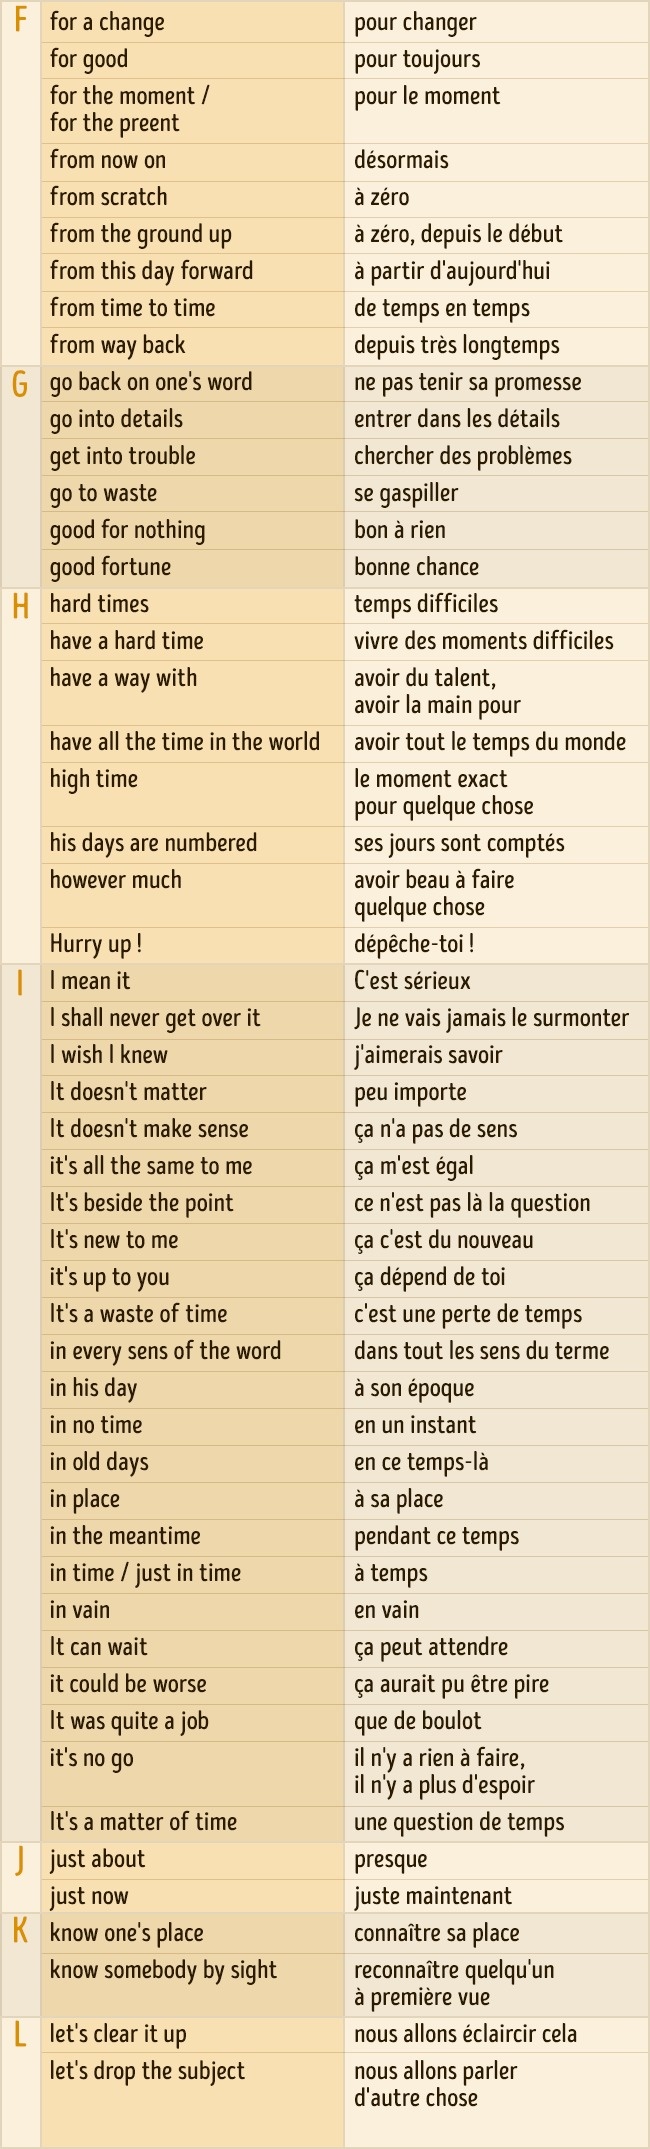 F
for a change pour changer
for good pour toujours
for the moment / pour le moment
for the preent
from now on désormais
from scratch à zéro
from the ground up à zéro, depuis le début
from this day forward à partir d'aujourd'hui
from time to time de temps en temps
from way back depuis très longtemps
G
go back on one's word ne pas tenir sa promesse
go into details entrer dans les détails
get into trouble chercher des problèmes
go to waste se gaspiller
good for nothing bon à rien
good fortune bonne chance
H
hard times temps difficiles
have a hard time vivre des moments difficiles
have a way with avoir du talent,
avoir la main pour
have all the time in the world avoir tout le temps du monde
high time le moment exact
pour quelque chose
his days are numbered ses jours sont comptés
however much avoir beau à faire
quelque chose
Hurry up ! dépêche-toi !
I
I mean it C'est sérieux
I shall never get over it Je ne vais jamais le surmonter
I wish I knew j'aimerais savoir
It doesn't matter peu importe
It doesn't make sense ça n'a pas de sens
it's all the same to me ça m'est égal
It's beside the point ce n'est pas là la question
It's new to me ça c'est du nouveau
it's up to you ça dépend de toi
It's a waste of time c'est une perte de temps
in every sens of the word dans tout les sens du terme
in his day à son époque
in no time en un instant
in old days en ce temps-là
in place à sa place
in the meantime pendant ce temps
in time / just in time à temps
in vain en vain
It can wait ça peut attendre
it could be worse ça aurait pu être pire
It was quite a job que de boulot
it's no go il n'y a rien à faire,
il n'y a plus d'espoir
It's a matter of time une question de temps
J
just about presque
just now juste maintenant
K
know one's place connaître sa place
know somebody by sight reconnaître quelqu'un
à première vue
L
let's clear it up nous allons éclaircir cela
let's drop the subject nous allons parler
d'autre chose